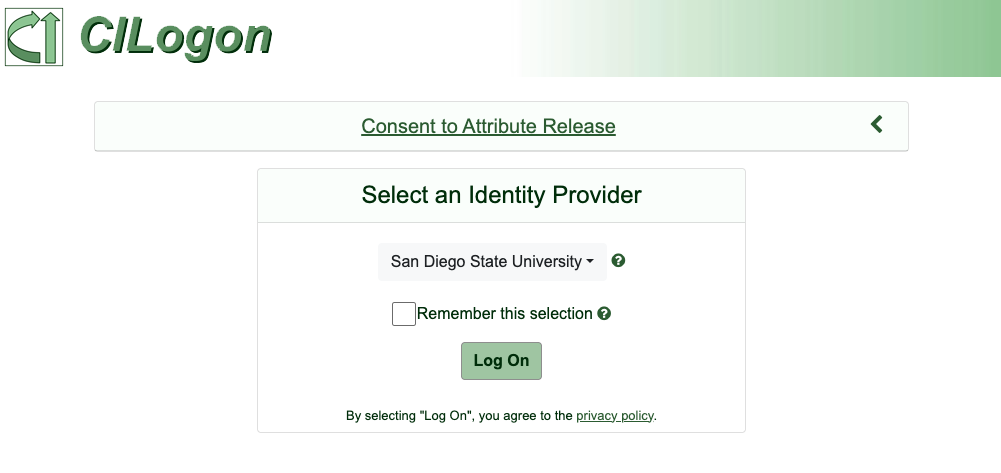 CILogon
Consent to Attribute Release
Select an Identity Provider
San Diego State University
Remember this selection
Log On
By selecting "Log On", you agree to the privacy policy.